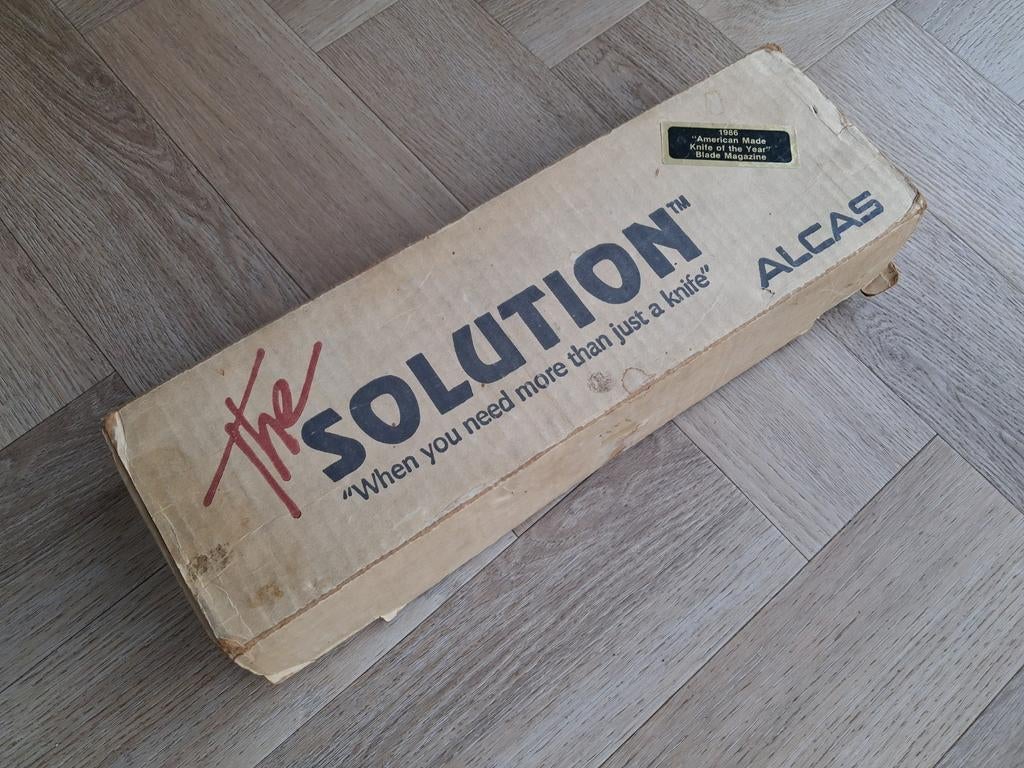 1986
"American Made
Knife of the Year"
Blade Magazine
The
SOLUTION™
"When you need more than just a knife"
ALCAS